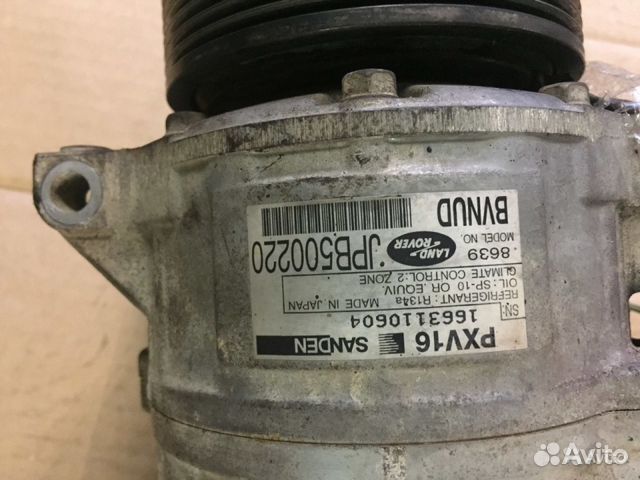 PXV16 SANDEN
SN: 1663110604
REFRIGERANT: R134a MADE IN JAPAN
OIL: SP-10 OR EQUIV.
CLIMATE CONTROL: 2 ZONE
MODEL NO. 8639
LAND ROVER
JPB500220
BVNUD
Avito